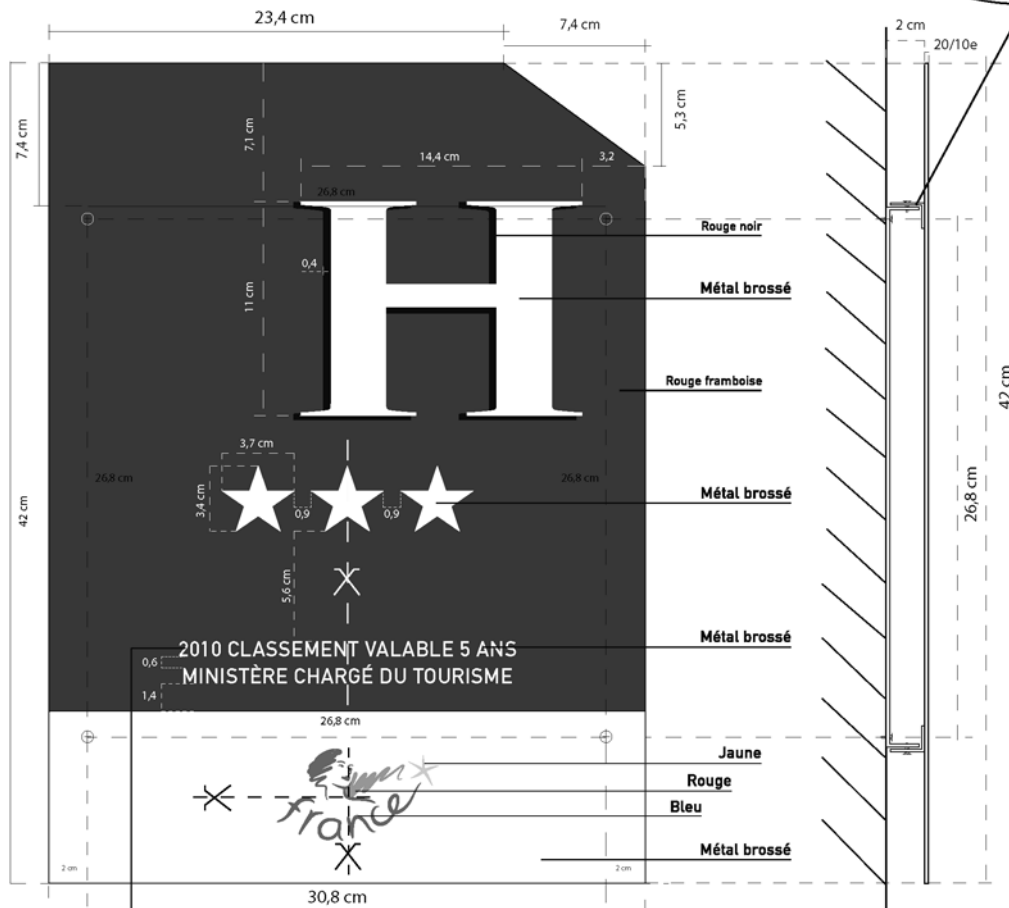 23,4 cm
7,4 cm
2 cm
20/10e
7,4 cm
7,1 cm
5,3 cm
14,4 cm
3,2
26,8 cm
H
Rouge noir
0,4
11 cm
Métal brossé
Rouge framboise
42 cm
3,7 cm
26,8 cm
26,8 cm
3,4 cm
0,9
0,9
Métal brossé
26,8 cm
42 cm
5,6 cm
2010 CLASSEMENT VALABLE 5 ANS
Métal brossé
0,6
MINISTÈRE CHARGÉ DU TOURISME
1,4
26,8 cm
Jaune
Rouge
france
Bleu
Métal brossé
2 cm
2 cm
30,8 cm